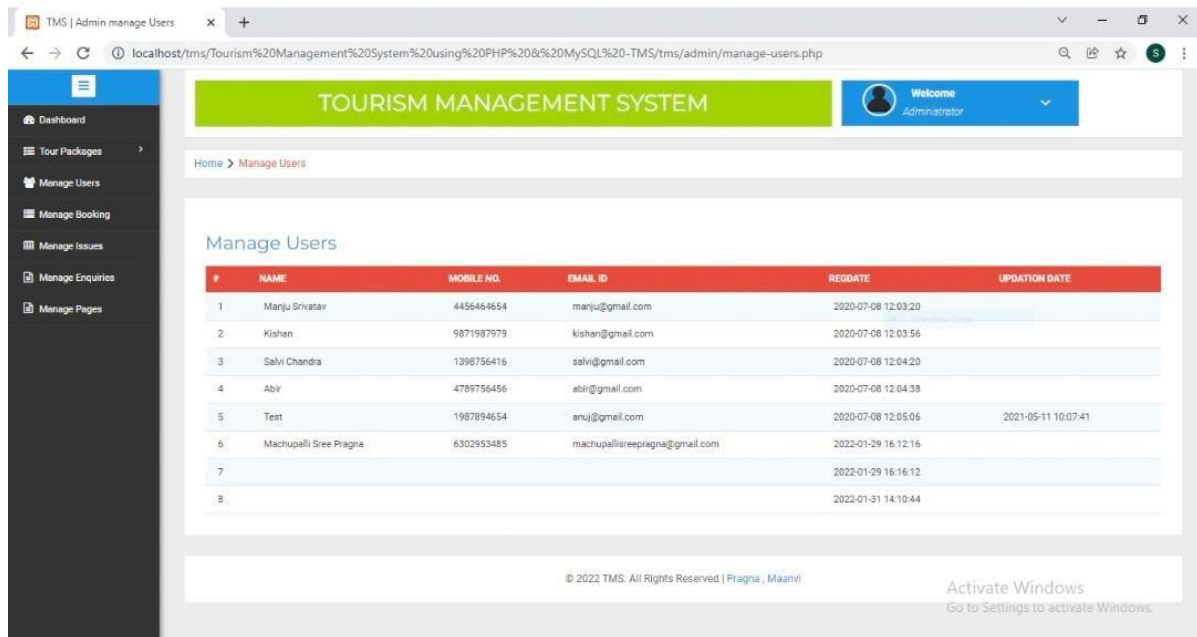 TMS | Admin manage Users
localhost/tms/Tourism%20Management%20System%20using%20PHP%20&%20MySQL%20-TMS/tms/admin/manage-users.php
S
TOURISM MANAGEMENT SYSTEM
Welcome
Administrator
Dashboard
Tour Packages
Manage Users
Manage Booking
Manage Issues
Manage Enquiries
Manage Pages
Home > Manage Users
Manage Users
# NAME MOBILE NO. EMAIL ID REGDATE UPDATION DATE
1 Manju Srivatav 4456464654 manju@gmail.com 2020-07-08 12:03:20
2 Kishan 9871987979 kishan@gmail.com 2020-07-08 12:03:56
3 Salvi Chandra 1398756416 salvi@gmail.com 2020-07-08 12:04:20
4 Abir 4789756456 abir@gmail.com 2020-07-08 12:04:38
5 Test 1987894654 anuj@gmail.com 2020-07-08 12:05:06 2021-05-11 10:07:41
6 Machupalli Sree Pragna 6302953485 machupallisreepragna@gmail.com 2022-01-29 16:12:16
7 2022-01-29 16:16:12
8 2022-01-31 14:10:44
© 2022 TMS. All Rights Reserved | Pragna , Maanvi
Activate Windows
Go to Settings to activate Windows.